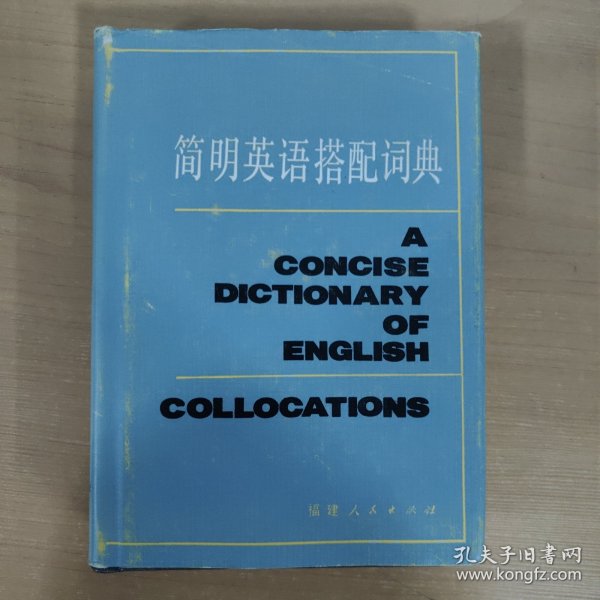 简明英语搭配词典
A
CONCISE
DICTIONARY
OF
ENGLISH
COLLOCATIONS
福建人民出版社
孔夫子旧书网
www.kongfz.com